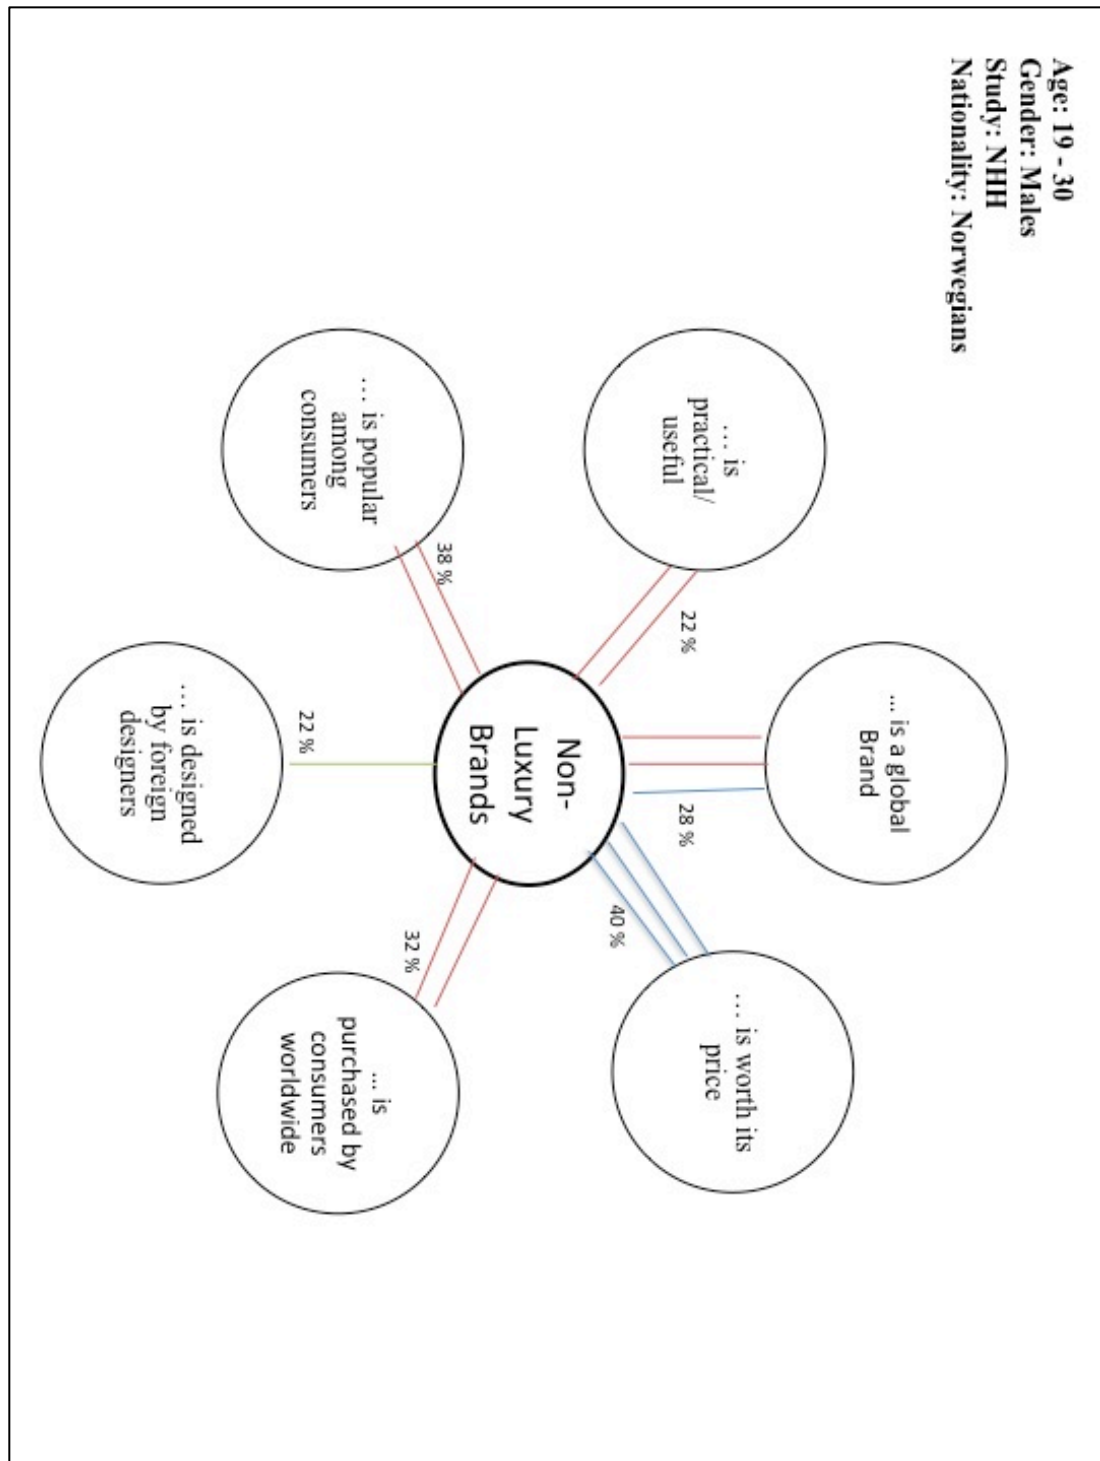 Age: 19 - 30
Gender: Males
Study: NHH
Nationality: Norwegians
... is a global
Brand
… is
practical/
useful
…. is worth its
price
22 %
28 %
40 %
Non-
Luxury
Brands
38 %
32 %
22 %
… is popular
among
consumers
... is
purchased by
consumers
worldwide
… is designed
by foreign
designers